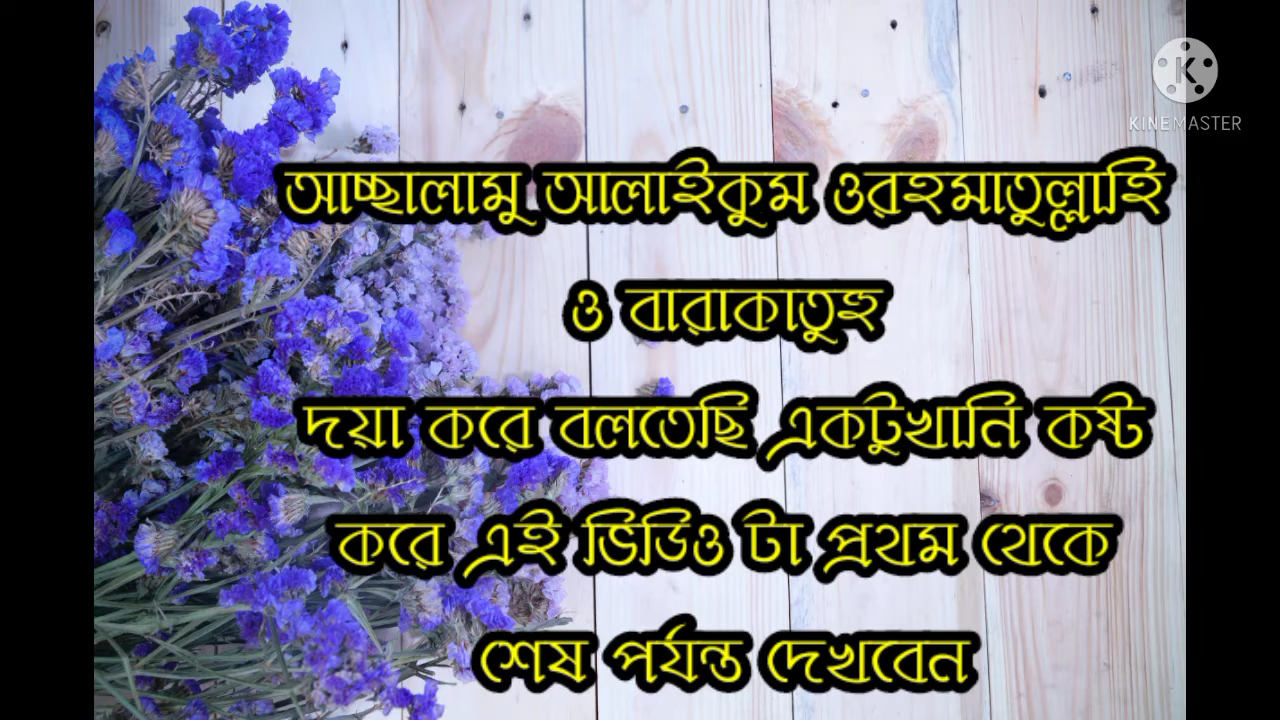 KINEMASTER
আচ্ছালামু আলাইকুম ওরহমাতুল্লাহি
ও বারাকাতুহু
দয়া করে বলতেছি একটুখানি কষ্ট
করে এই ভিডিও টা প্রথম থেকে
শেষ পর্যন্ত দেখবেন